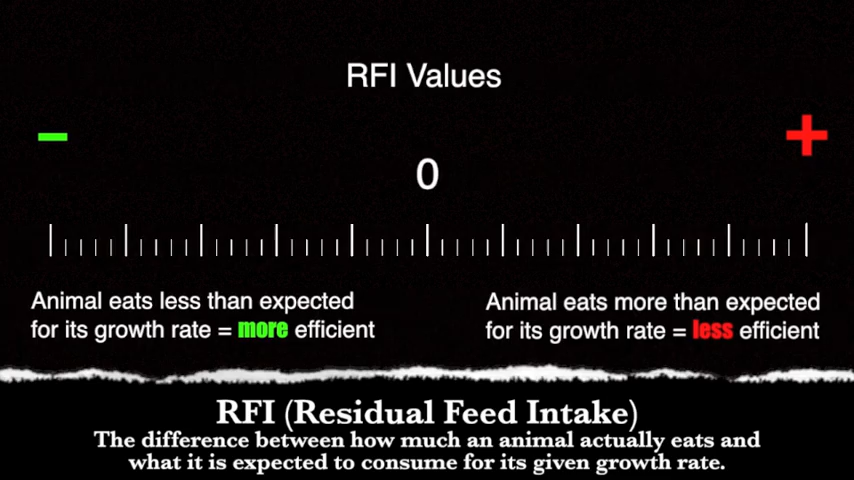 RFI Values
− +
0
Animal eats less than expected
for its growth rate = more efficient
Animal eats more than expected
for its growth rate = less efficient
RFI (Residual Feed Intake)
The difference between how much an animal actually eats and
what it is expected to consume for its given growth rate.